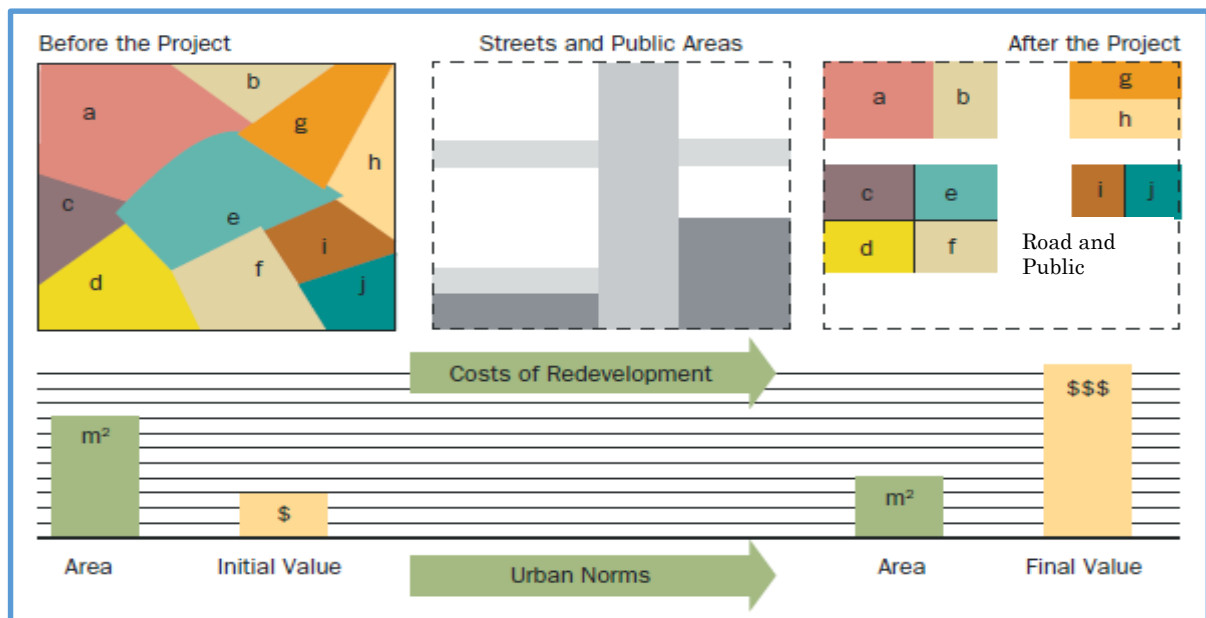 Before the Project
Streets and Public Areas
After the Project
a
b
g
h
c
e
d
f
i
j
a
b
g
h
c
e
i
j
d
f
Road and
Public
Costs of Redevelopment
$$$
m²
m²
$
Area
Initial Value
Urban Norms
Area
Final Value